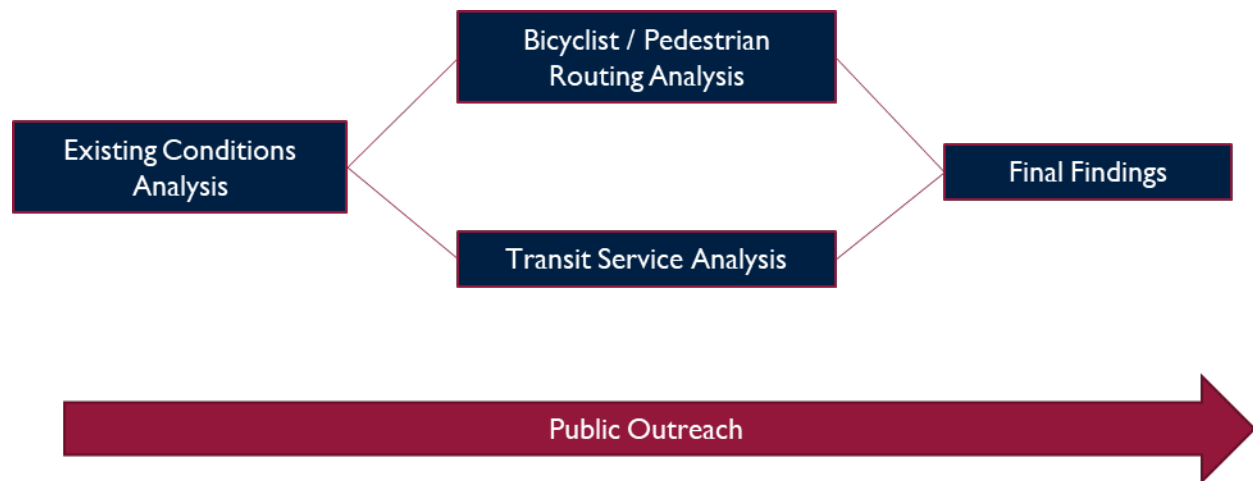 Bicyclist / Pedestrian
Routing Analysis
Existing Conditions
Analysis
Final Findings
Transit Service Analysis
Public Outreach